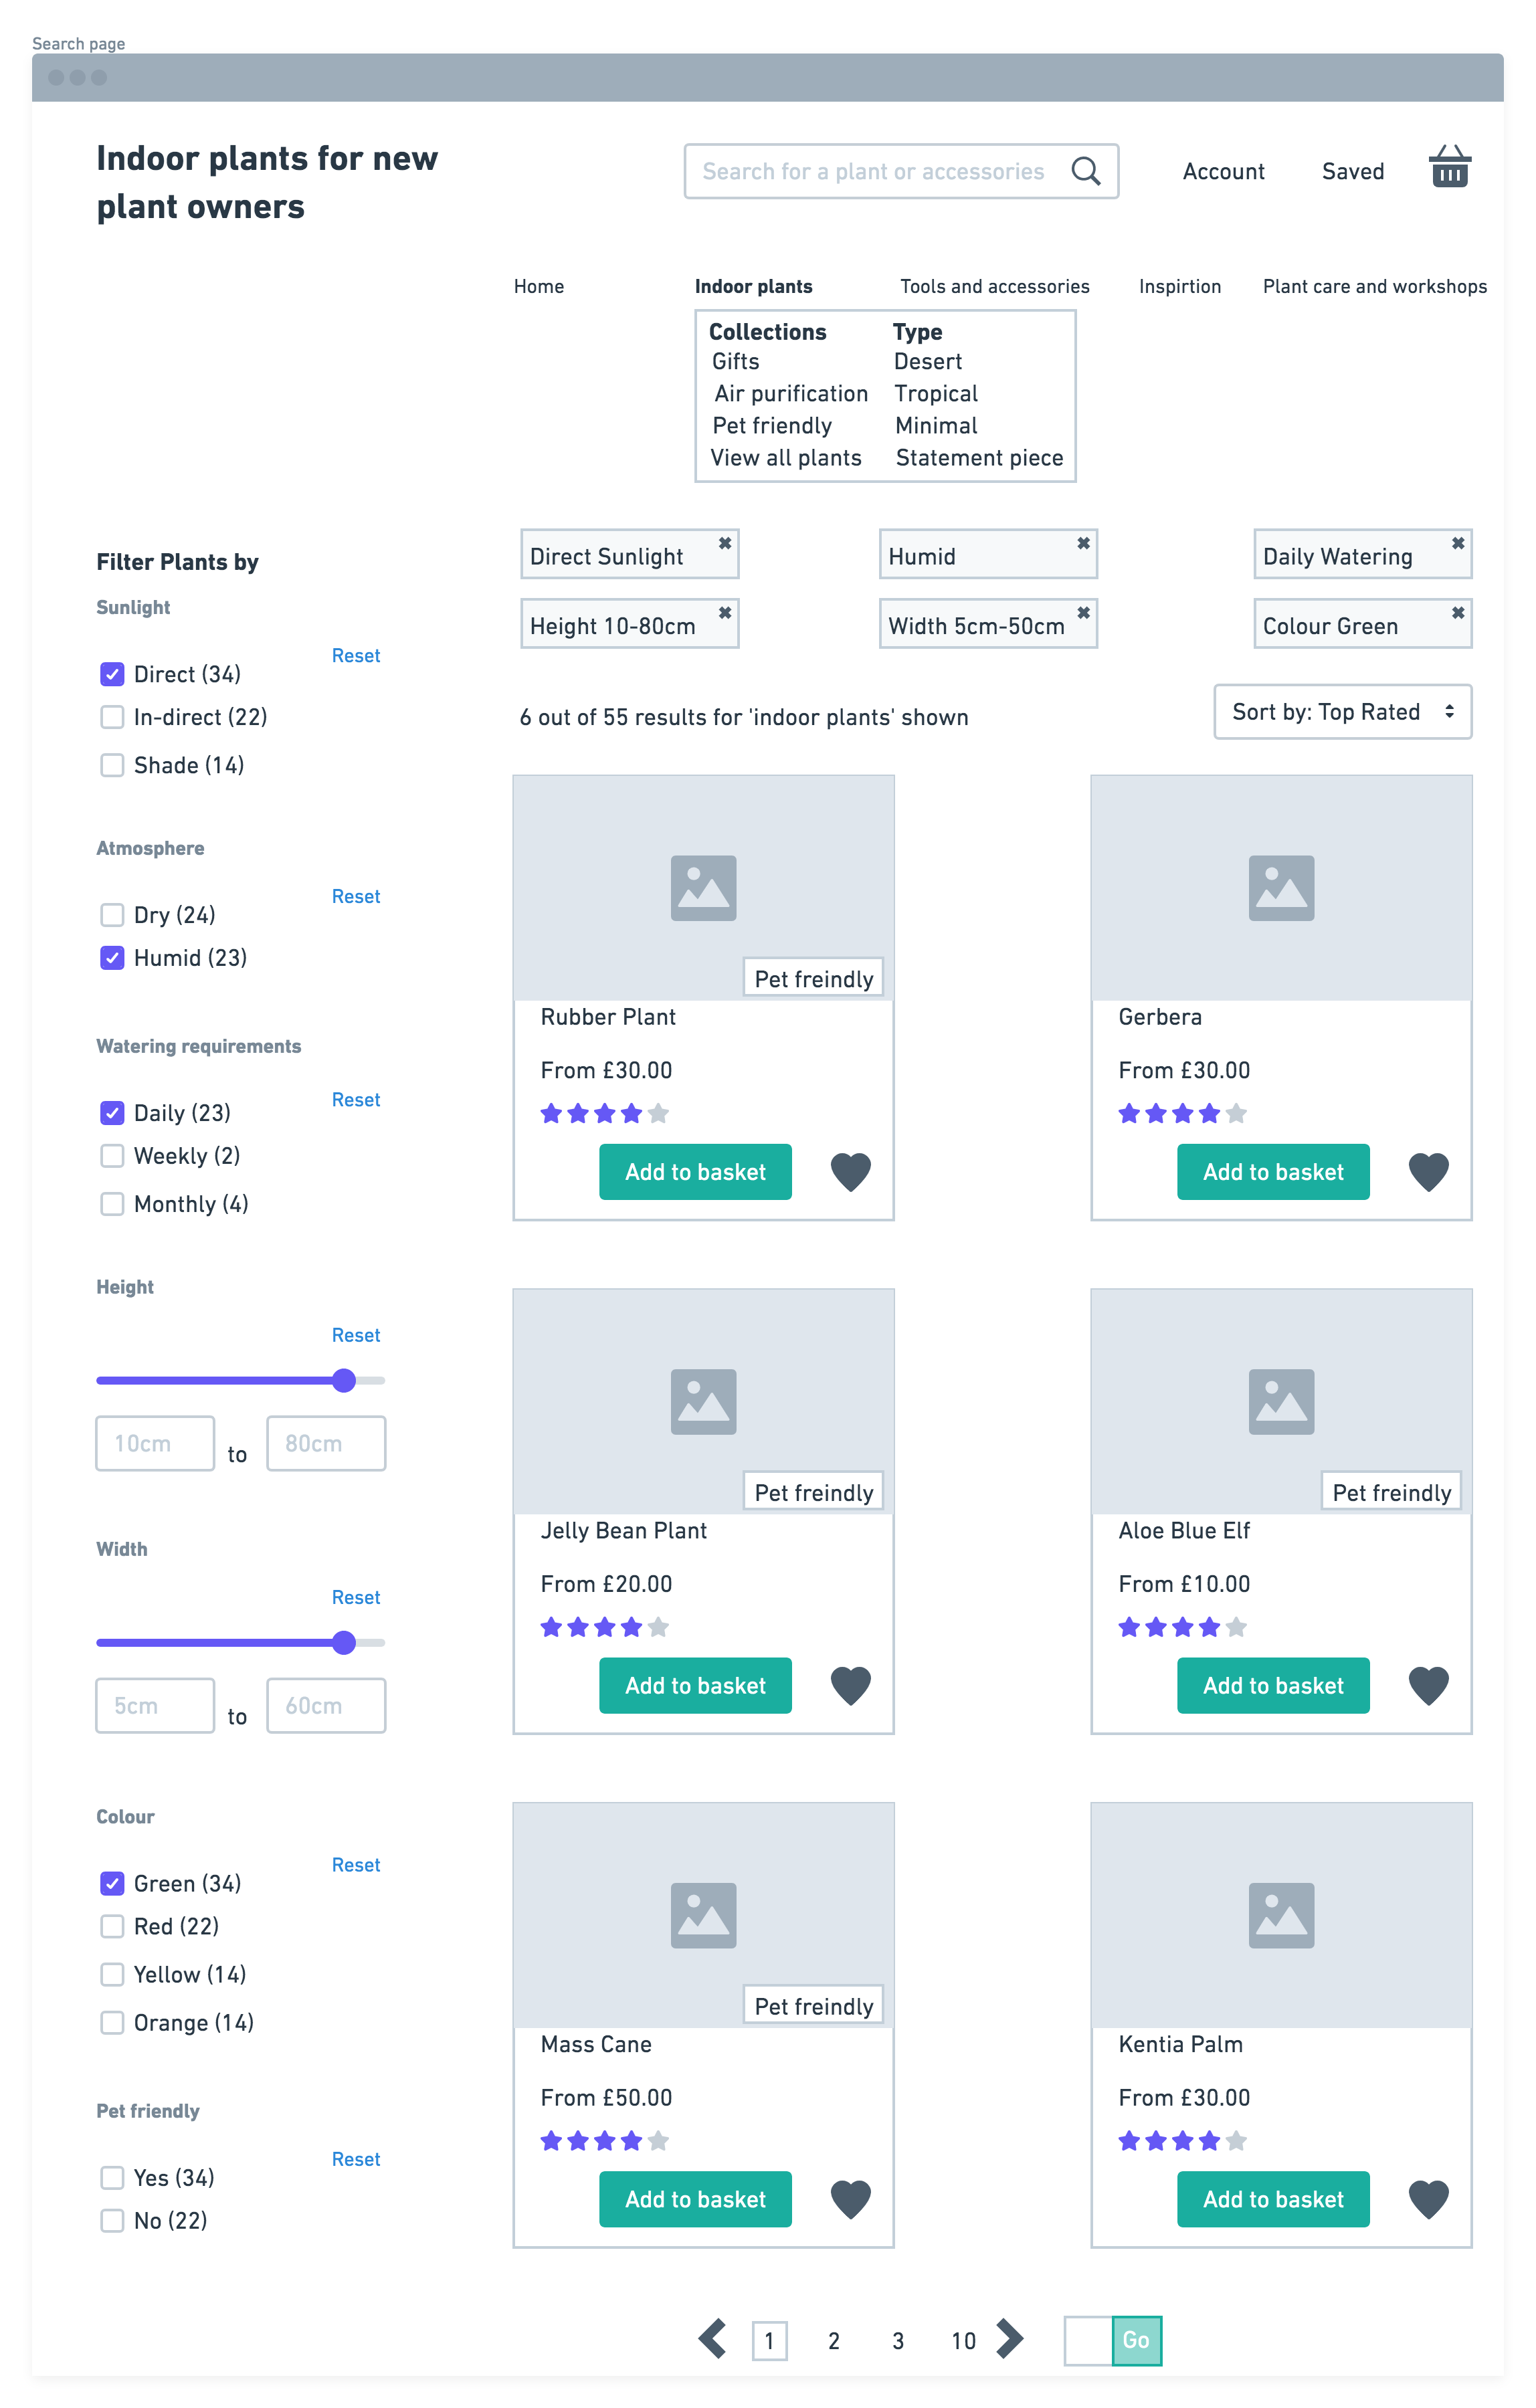 Search page
Indoor plants for new
plant owners
Search for a plant or accessories
Account
Saved
Home
Indoor plants
Tools and accessories
Inspirtion
Plant care and workshops
Collections
Type
Gifts
Desert
Air purification
Tropical
Pet friendly
Minimal
View all plants
Statement piece
Filter Plants by
Sunlight
Reset
Direct (34)
In-direct (22)
Shade (14)
Atmosphere
Reset
Dry (24)
Humid (23)
Watering requirements
Reset
Daily (23)
Weekly (2)
Monthly (4)
Height
Reset
10cm
to
80cm
Width
Reset
5cm
to
60cm
Colour
Reset
Green (34)
Red (22)
Yellow (14)
Orange (14)
Pet friendly
Reset
Yes (34)
No (22)
Direct Sunlight
Humid
Daily Watering
Height 10-80cm
Width 5cm-50cm
Colour Green
6 out of 55 results for 'indoor plants' shown
Sort by: Top Rated
Pet freindly
Rubber Plant
From £30.00
Add to basket
Gerbera
From £30.00
Add to basket
Pet freindly
Jelly Bean Plant
From £20.00
Add to basket
Pet freindly
Aloe Blue Elf
From £10.00
Add to basket
Pet freindly
Mass Cane
From £50.00
Add to basket
Kentia Palm
From £30.00
Add to basket
1
2
3
10
Go